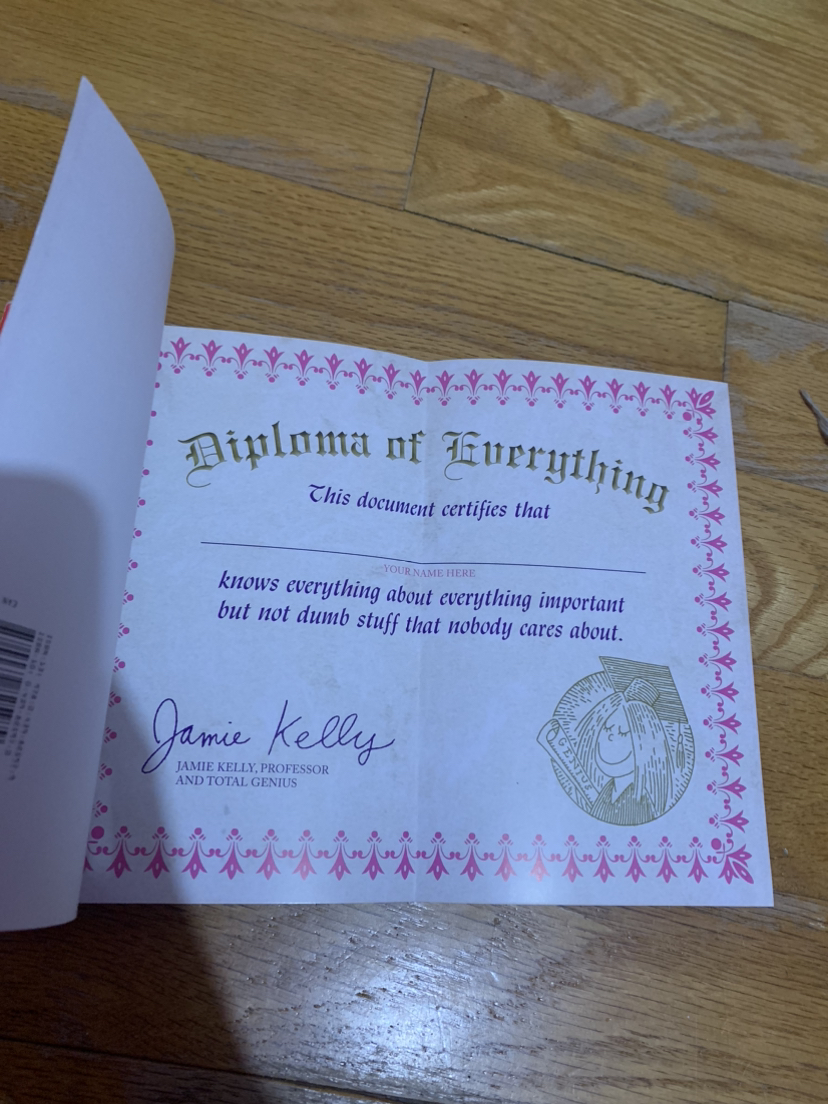 Diploma of Everything
This document certifies that
YOUR NAME HERE
knows everything about everything important
but not dumb stuff that nobody cares about.
Jamie Kelly
JAMIE KELLY, PROFESSOR
AND TOTAL GENIUS
GENIUS